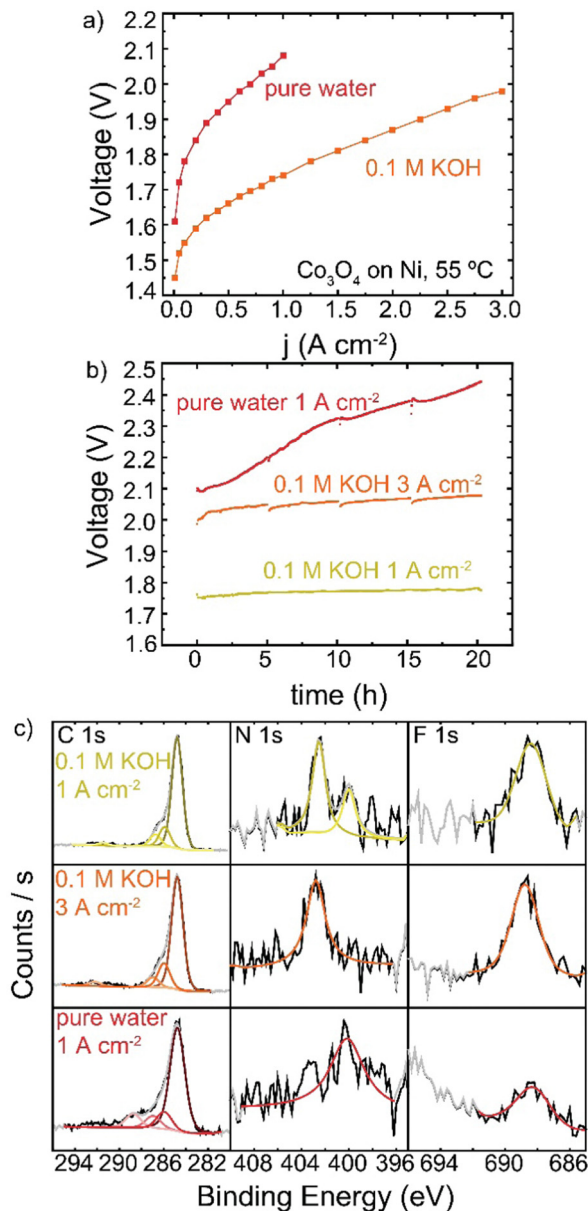 a)
2.2
2.1
2.0
1.9
1.8
1.7
1.6
1.5
1.4
Voltage (V)
pure water
0.1 M KOH
Co₃O₄ on Ni, 55 ºC
0.0 0.5 1.0 1.5 2.0 2.5 3.0
j (A cm⁻²)
b)
2.5
2.4
2.3
2.2
2.1
2.0
1.9
1.8
1.7
1.6
Voltage (V)
pure water 1 A cm⁻²
0.1 M KOH 3 A cm⁻²
0.1 M KOH 1 A cm⁻²
0 5 10 15 20
time (h)
c)
C 1s N 1s F 1s
0.1 M KOH
1 A cm⁻²
0.1 M KOH
3 A cm⁻²
pure water
1 A cm⁻²
Counts / s
294 290 286 282 408 404 400 396 694 690 686
Binding Energy (eV)